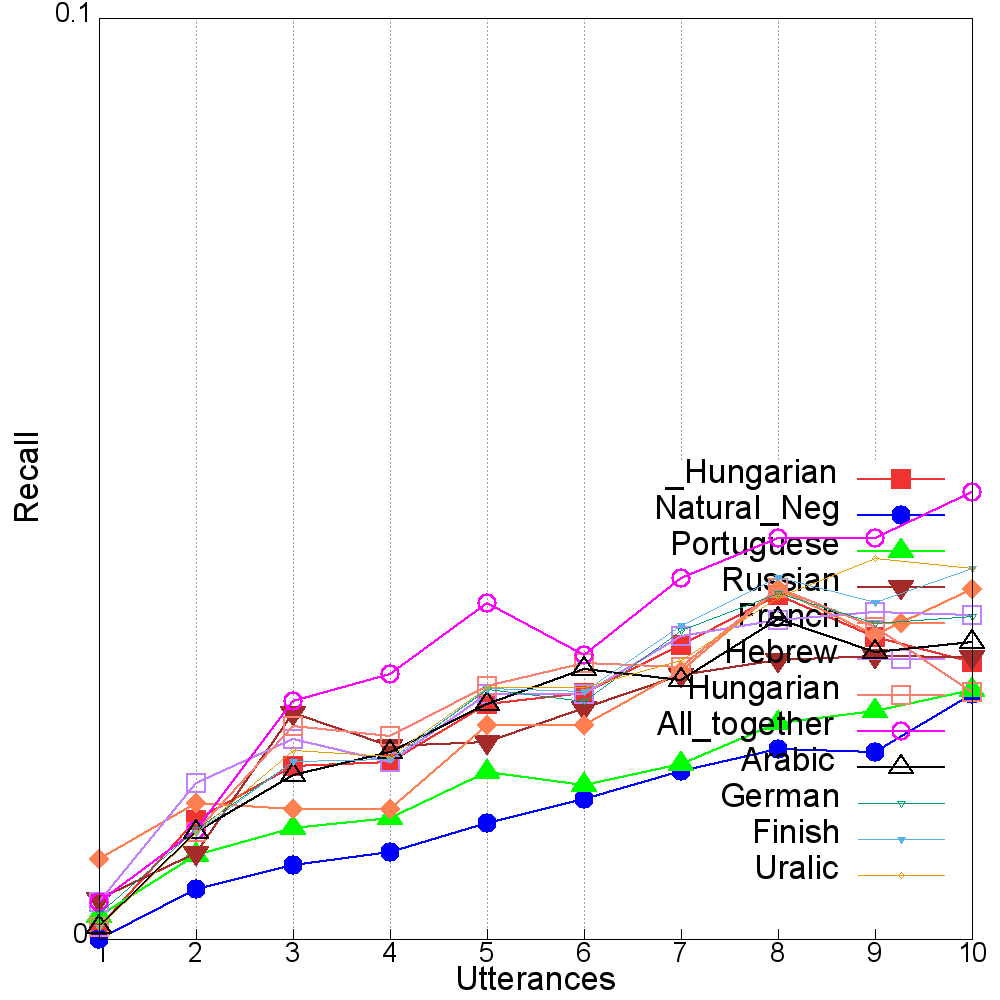 0.1
Recall
_Hungarian
Natural_Neg
Portuguese
Russian
French
Hebrew
Hungarian
All_together
Arabic
German
Finish
Uralic
0
1 2 3 4 5 6 7 8 9 10
Utterances